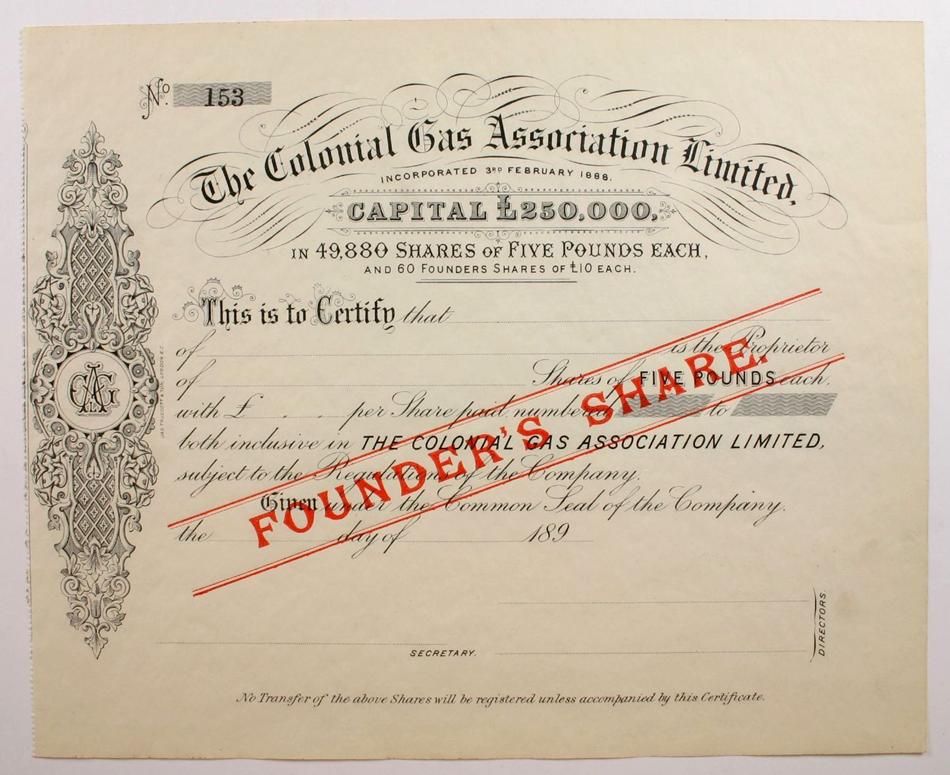 No. 153
The Colonial Gas Association Limited,
INCORPORATED 3RD FEBRUARY 1888.
CAPITAL £250,000,
IN 49,880 SHARES OF FIVE POUNDS EACH,
AND 60 FOUNDERS SHARES OF £10 EACH.
This is to Certify that
of is the Proprietor
of Shares of FIVE POUNDS each,
with £ . . per Share paid, numbered to
both inclusive in THE COLONIAL GAS ASSOCIATION LIMITED,
subject to the Regulations of the Company.
Given under the Common Seal of the Company.
the day of 189
FOUNDER'S SHARE.
DIRECTORS.
SECRETARY.
No Transfer of the above Shares will be registered unless accompanied by this Certificate.